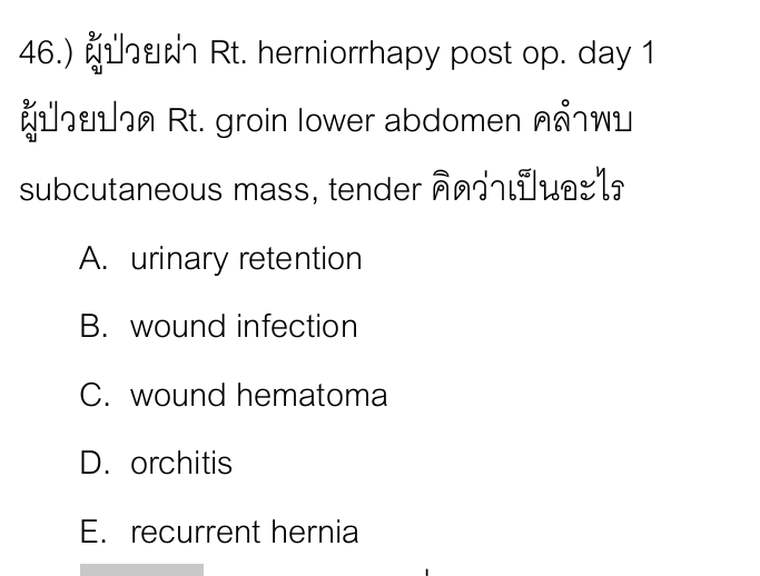 46.) ผู้ป่วยผ่า Rt. herniorrhapy post op. day 1
ผู้ป่วยปวด Rt. groin lower abdomen คลำพบ
subcutaneous mass, tender คิดว่าเป็นอะไร
A. urinary retention
B. wound infection
C. wound hematoma
D. orchitis
E. recurrent hernia